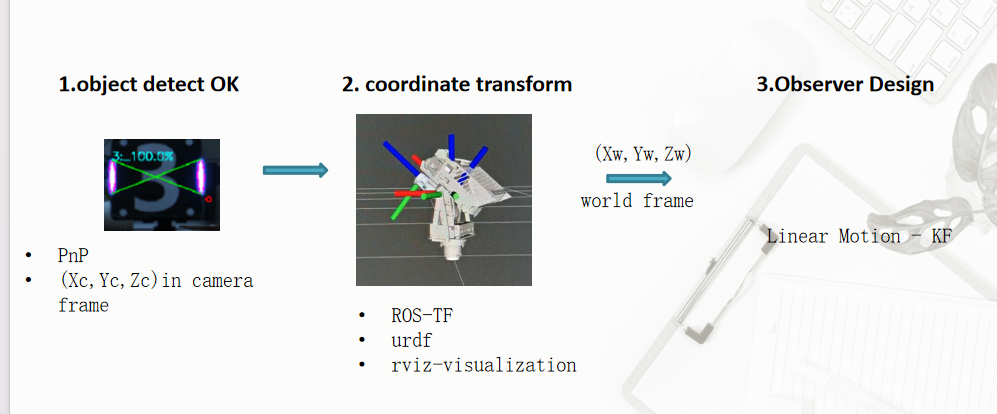 1.object detect OK
2. coordinate transform
3.Observer Design
3:_100.0%
3
(Xw,Yw,Zw)
world frame
Linear Motion - KF
• PnP
• (Xc,Yc,Zc)in camera
frame
• ROS-TF
• urdf
• rviz-visualization